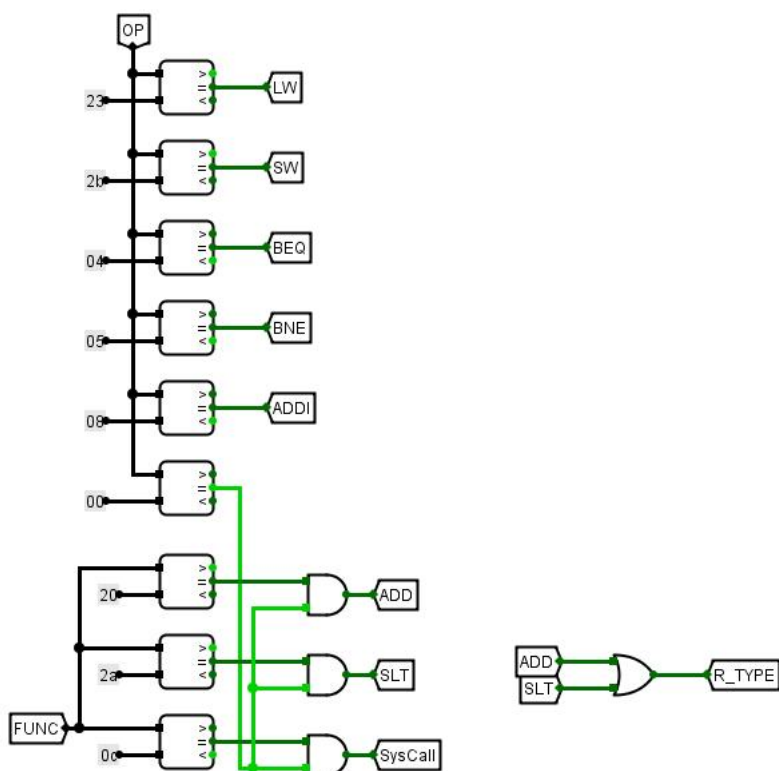 OP
>
=
<
23
LW
>
=
<
2b
SW
>
=
<
04
BEQ
>
=
<
05
BNE
>
=
<
08
ADDI
>
=
<
00
>
=
<
20
ADD
>
=
<
2a
SLT
FUNC
>
=
<
0c
SysCall
ADD
SLT
R_TYPE